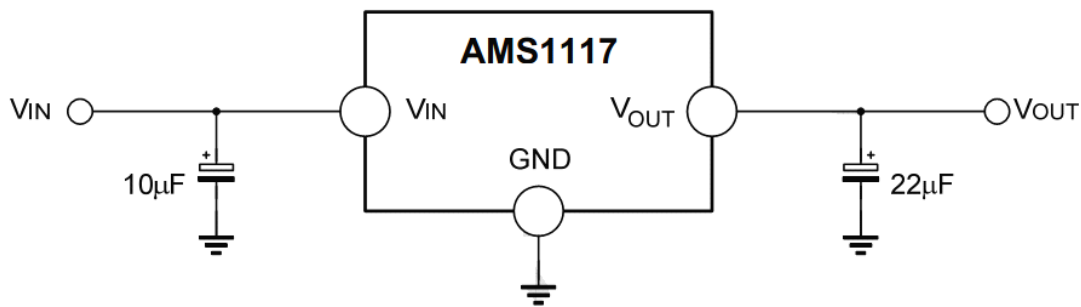 AMS1117
VIN
VIN
VOUT
VOUT
GND
+
10μF
+
22μF